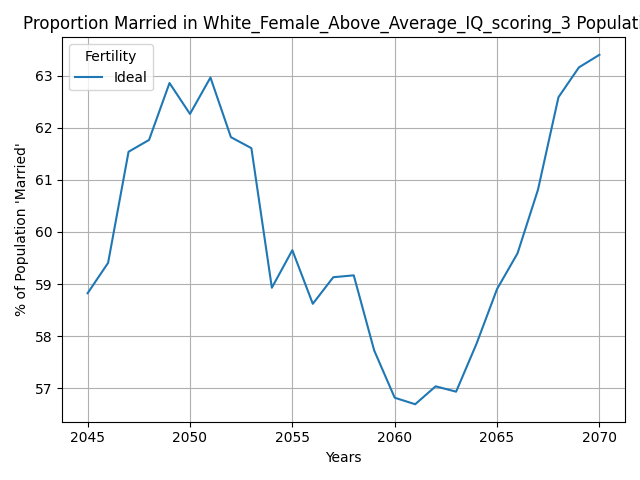 Proportion Married in White_Female_Above_Average_IQ_scoring_3 Populati
Fertility
Ideal
63
62
61
60
59
58
57
% of Population 'Married'
2045 2050 2055 2060 2065 2070
Years